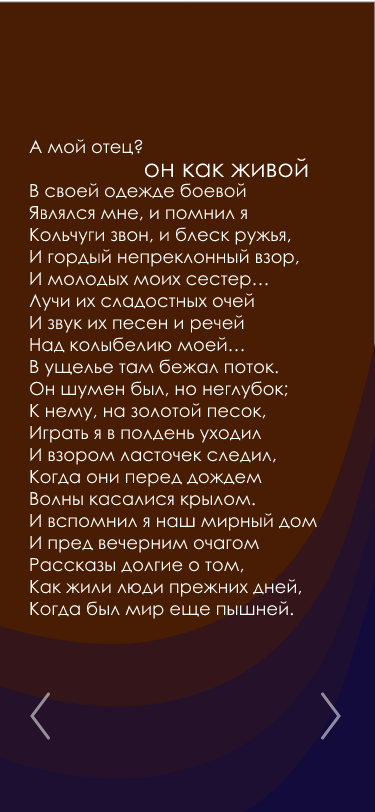 А мой отец?
он как живой
В своей одежде боевой
Являлся мне, и помнил я
Кольчуги звон, и блеск ружья,
И гордый непреклонный взор,
И молодых моих сестер...
Лучи их сладостных очей
И звук их песен и речей
Над колыбелию моей...
В ущелье там бежал поток.
Он шумен был, но неглубок;
К нему, на золотой песок,
Играть я в полдень уходил
И взором ласточек следил,
Когда они перед дождем
Волны касалися крылом.
И вспомнил я наш мирный дом
И пред вечерним очагом
Рассказы долгие о том,
Как жили люди прежних дней,
Когда был мир еще пышней.